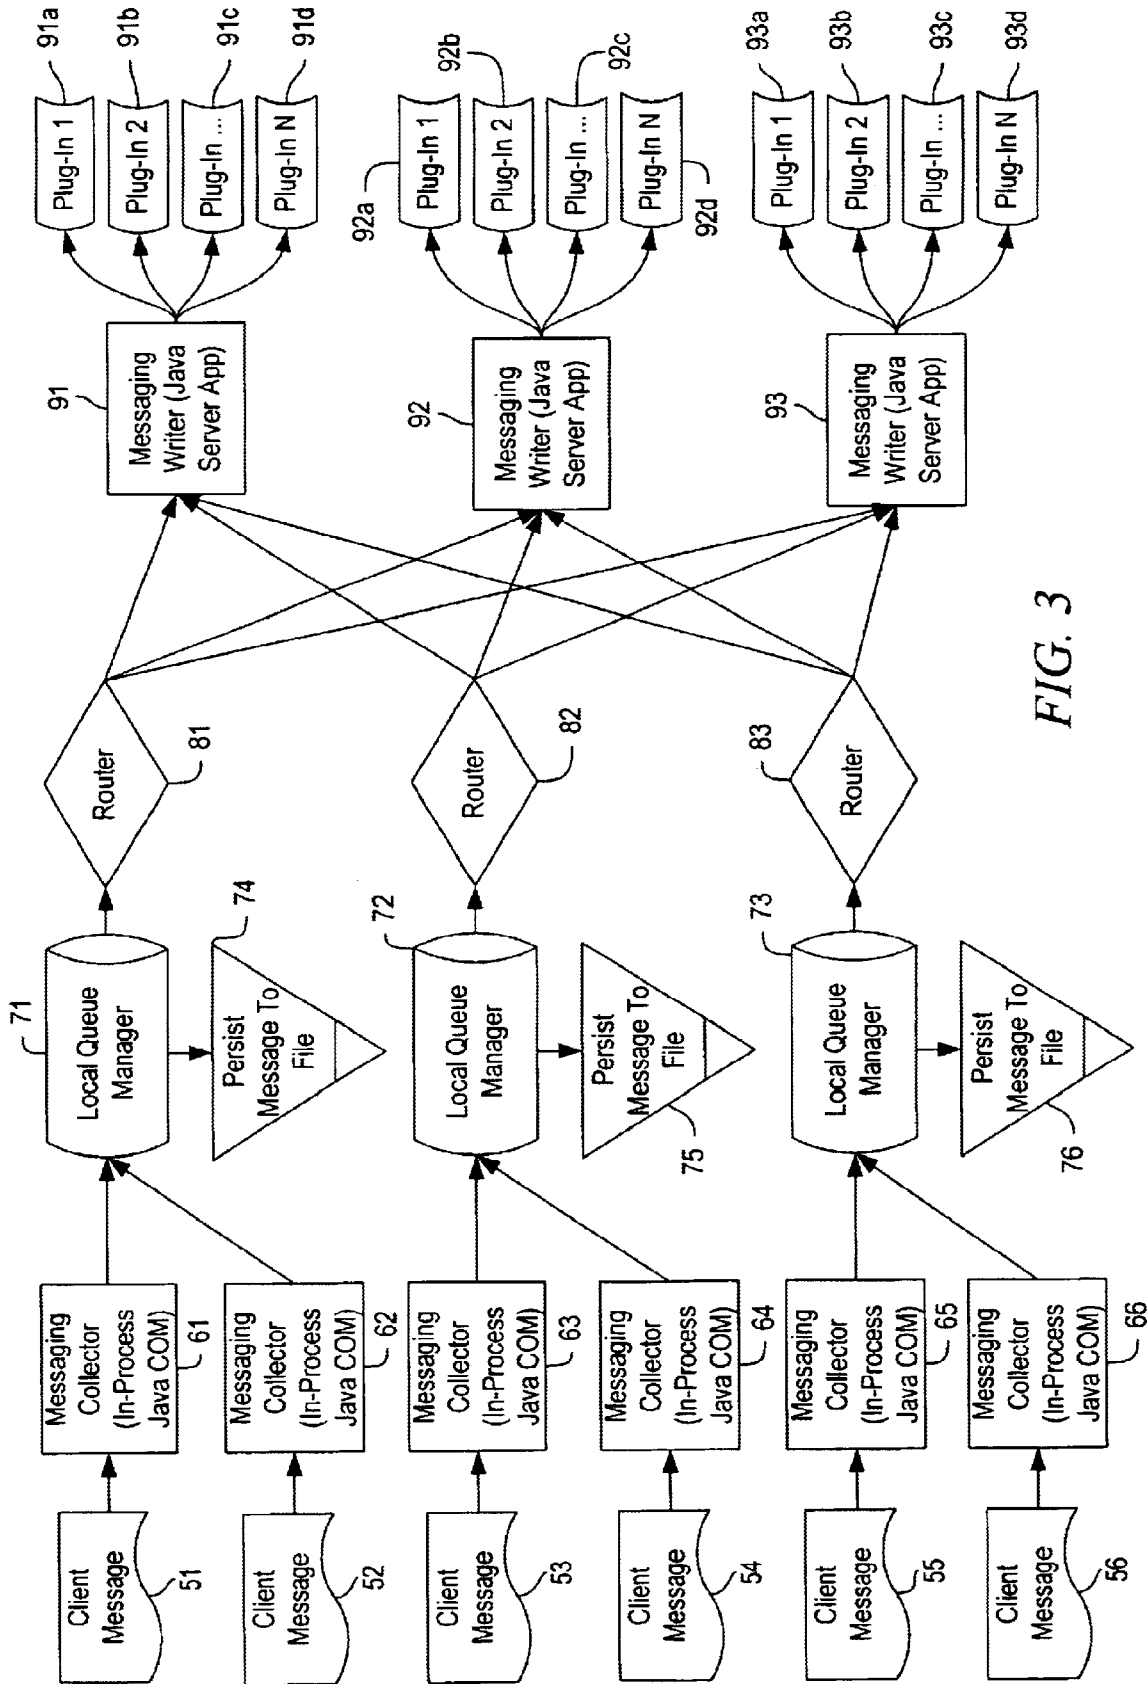 Client
Message
51
Client
Message
52
Client
Message
53
Client
Message
54
Client
Message
55
Client
Message
56
Messaging
Collector
(In-Process
Java COM)
61
Messaging
Collector
(In-Process
Java COM)
62
Messaging
Collector
(In-Process
Java COM)
63
Messaging
Collector
(In-Process
Java COM)
64
Messaging
Collector
(In-Process
Java COM)
65
Messaging
Collector
(In-Process
Java COM)
66
71
Local Queue
Manager
Persist
Message To
File
74
72
Local Queue
Manager
Persist
Message To
File
75
73
Local Queue
Manager
Persist
Message To
File
76
Router
81
Router
82
Router
83
91
Messaging
Writer (Java
Server App)
92
Messaging
Writer (Java
Server App)
93
Messaging
Writer (Java
Server App)
Plug-In 1
91a
Plug-In 2
91b
Plug-In ...
91c
Plug-In N
91d
Plug-In 1
92a
Plug-In 2
92b
Plug-In ...
92c
Plug-In N
92d
Plug-In 1
93a
Plug-In 2
93b
Plug-In ...
93c
Plug-In N
93d
FIG. 3